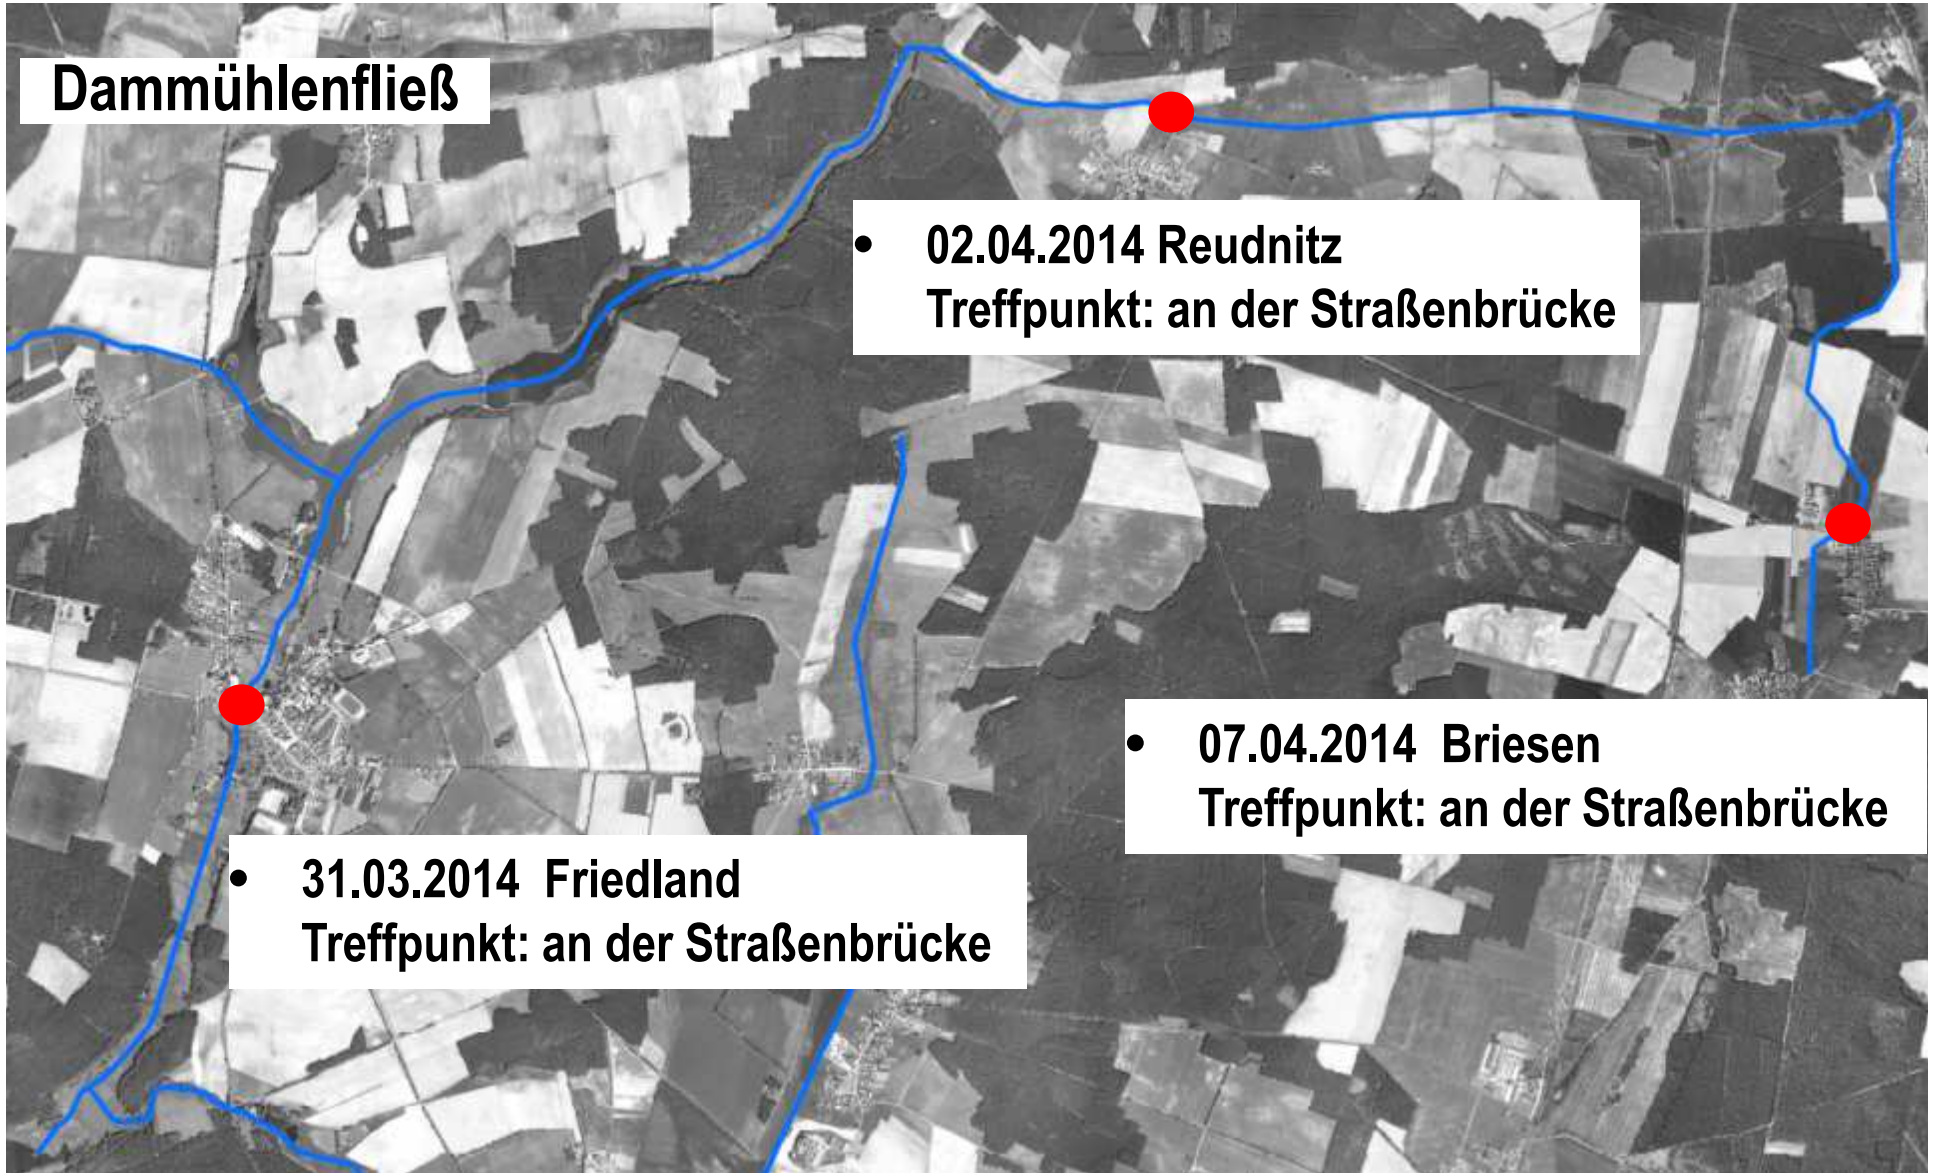 Dammühlenfließ
• 02.04.2014 Reudnitz
Treffpunkt: an der Straßenbrücke
• 07.04.2014 Briesen
Treffpunkt: an der Straßenbrücke
• 31.03.2014 Friedland
Treffpunkt: an der Straßenbrücke